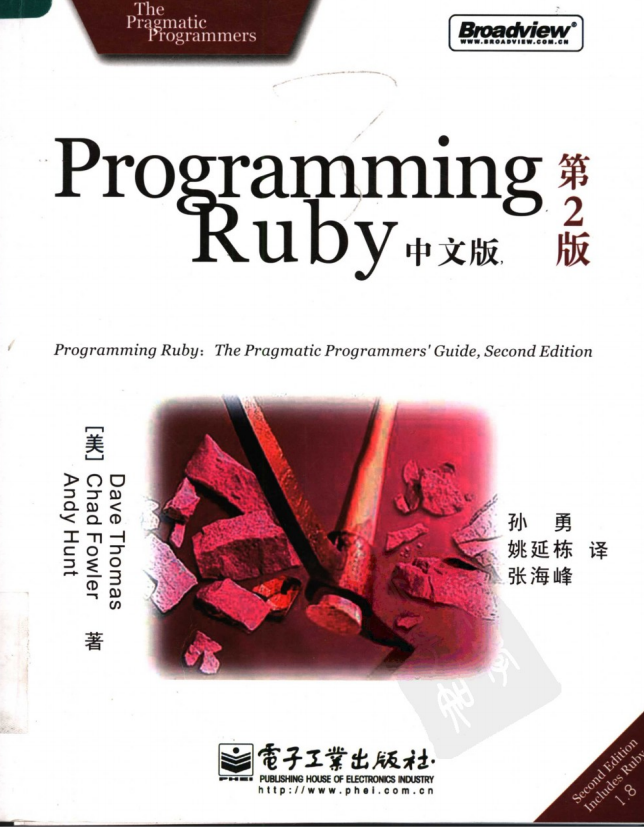 The
Pragmatic
Programmers
Broadview®
WWW.BROADVIEW.COM.CN
Programming
Ruby 中文版
第2版
Programming Ruby: The Pragmatic Programmers' Guide, Second Edition
[美]
Dave Thomas
Chad Fowler
Andy Hunt
著
孙 勇
姚延栋 译
张海峰
電子工業出版社
PHEI
PUBLISHING HOUSE OF ELECTRONICS INDUSTRY
http://www.phei.com.cn
Second Edition
Includes Ruby
1.8